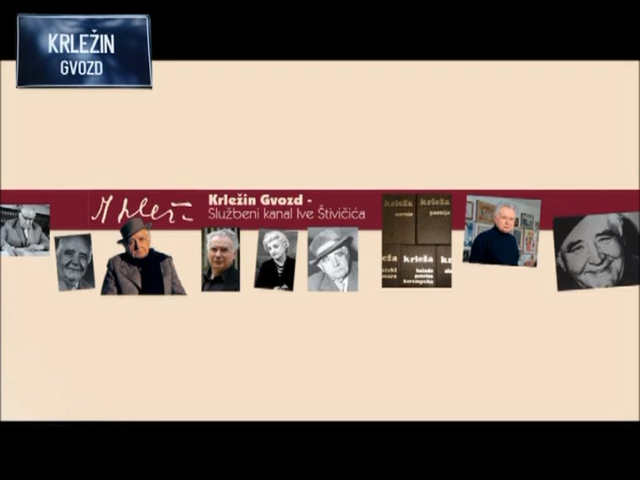 KRLEŽIN
GVOZD
Krležin Gvozd -
Službeni kanal Ive Štivičića
krleža
krleža
poezija
krleža
balade
petrice
kerempuha